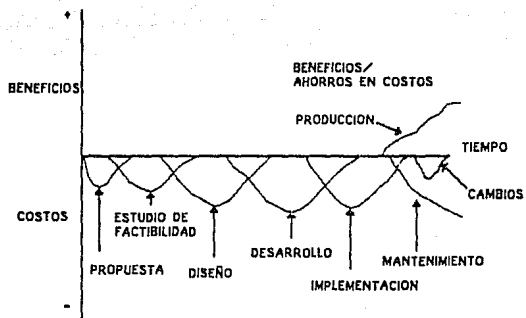 +
BENEFICIOS/
AHORROS EN COSTOS
BENEFICIOS
PRODUCCION
TIEMPO
CAMBIOS
COSTOS
ESTUDIO DE
FACTIBILIDAD
DESARROLLO
MANTENIMIENTO
PROPUESTA
DISEÑO
IMPLEMENTACION
-